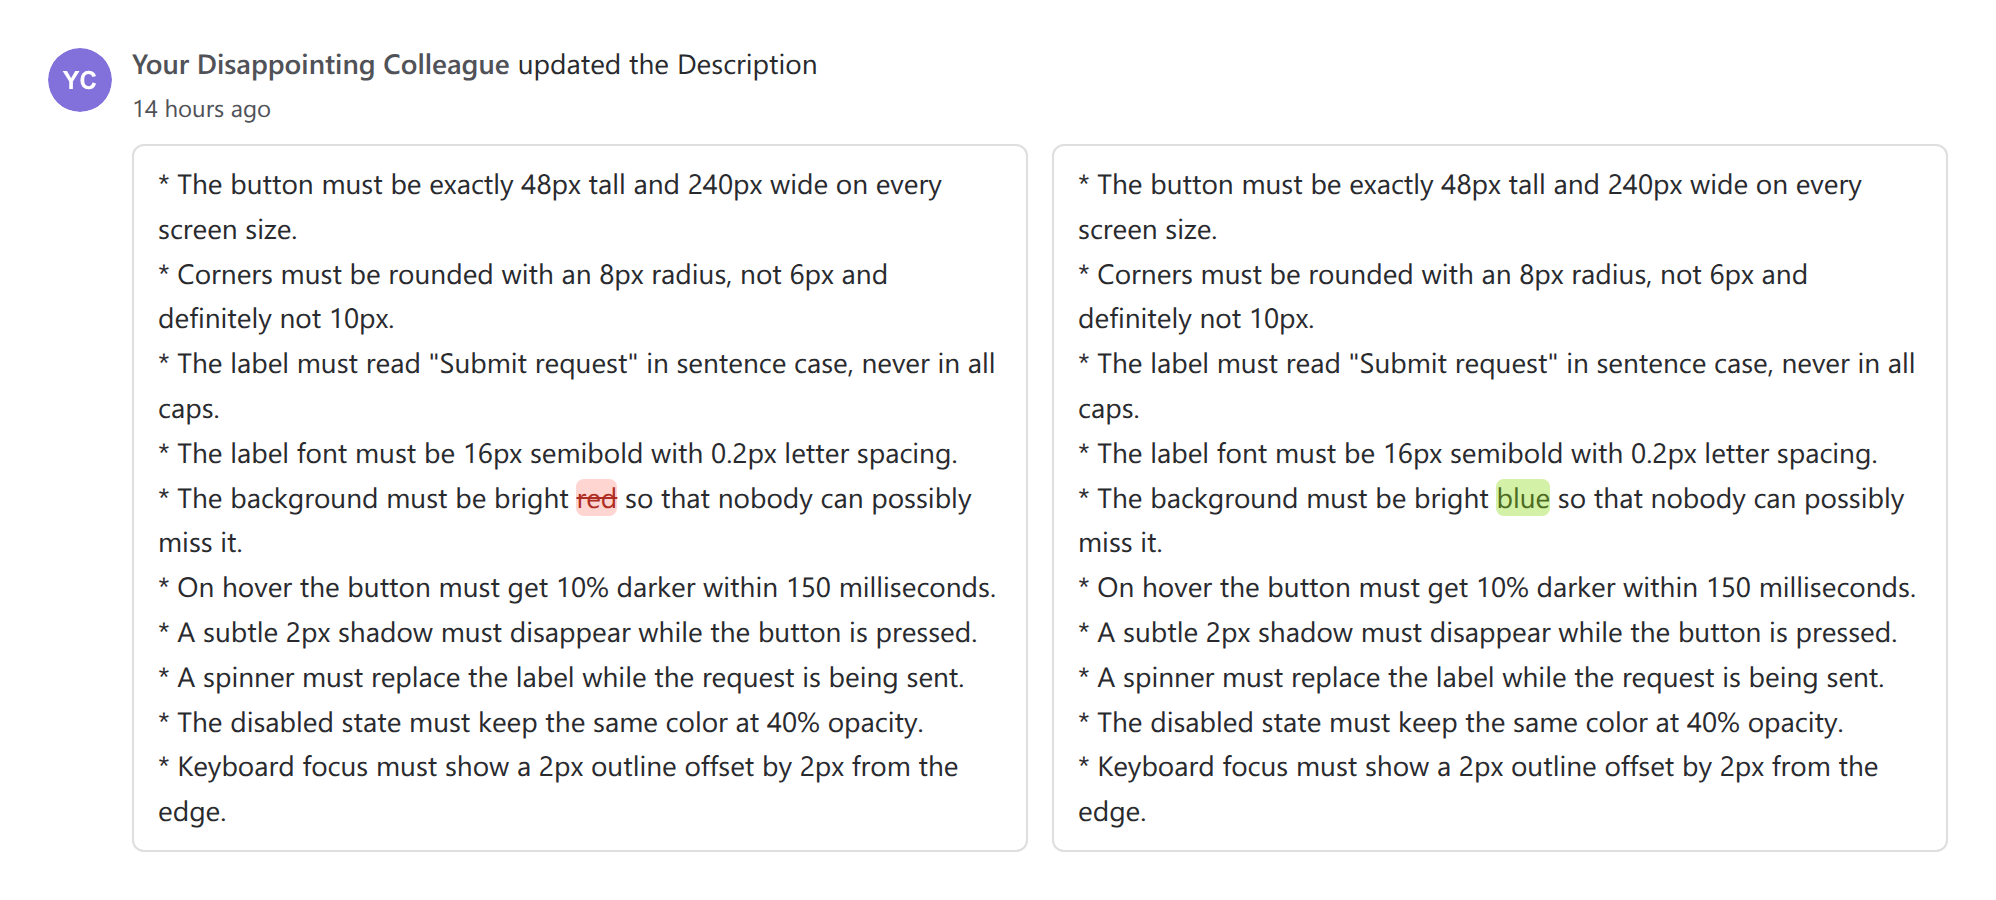 YC
Your Disappointing Colleague updated the Description
14 hours ago
* The button must be exactly 48px tall and 240px wide on every
screen size.
* Corners must be rounded with an 8px radius, not 6px and
definitely not 10px.
* The label must read "Submit request" in sentence case, never in all
caps.
* The label font must be 16px semibold with 0.2px letter spacing.
* The background must be bright red so that nobody can possibly
miss it.
* On hover the button must get 10% darker within 150 milliseconds.
* A subtle 2px shadow must disappear while the button is pressed.
* A spinner must replace the label while the request is being sent.
* The disabled state must keep the same color at 40% opacity.
* Keyboard focus must show a 2px outline offset by 2px from the
edge.
* The button must be exactly 48px tall and 240px wide on every
screen size.
* Corners must be rounded with an 8px radius, not 6px and
definitely not 10px.
* The label must read "Submit request" in sentence case, never in all
caps.
* The label font must be 16px semibold with 0.2px letter spacing.
* The background must be bright blue so that nobody can possibly
miss it.
* On hover the button must get 10% darker within 150 milliseconds.
* A subtle 2px shadow must disappear while the button is pressed.
* A spinner must replace the label while the request is being sent.
* The disabled state must keep the same color at 40% opacity.
* Keyboard focus must show a 2px outline offset by 2px from the
edge.